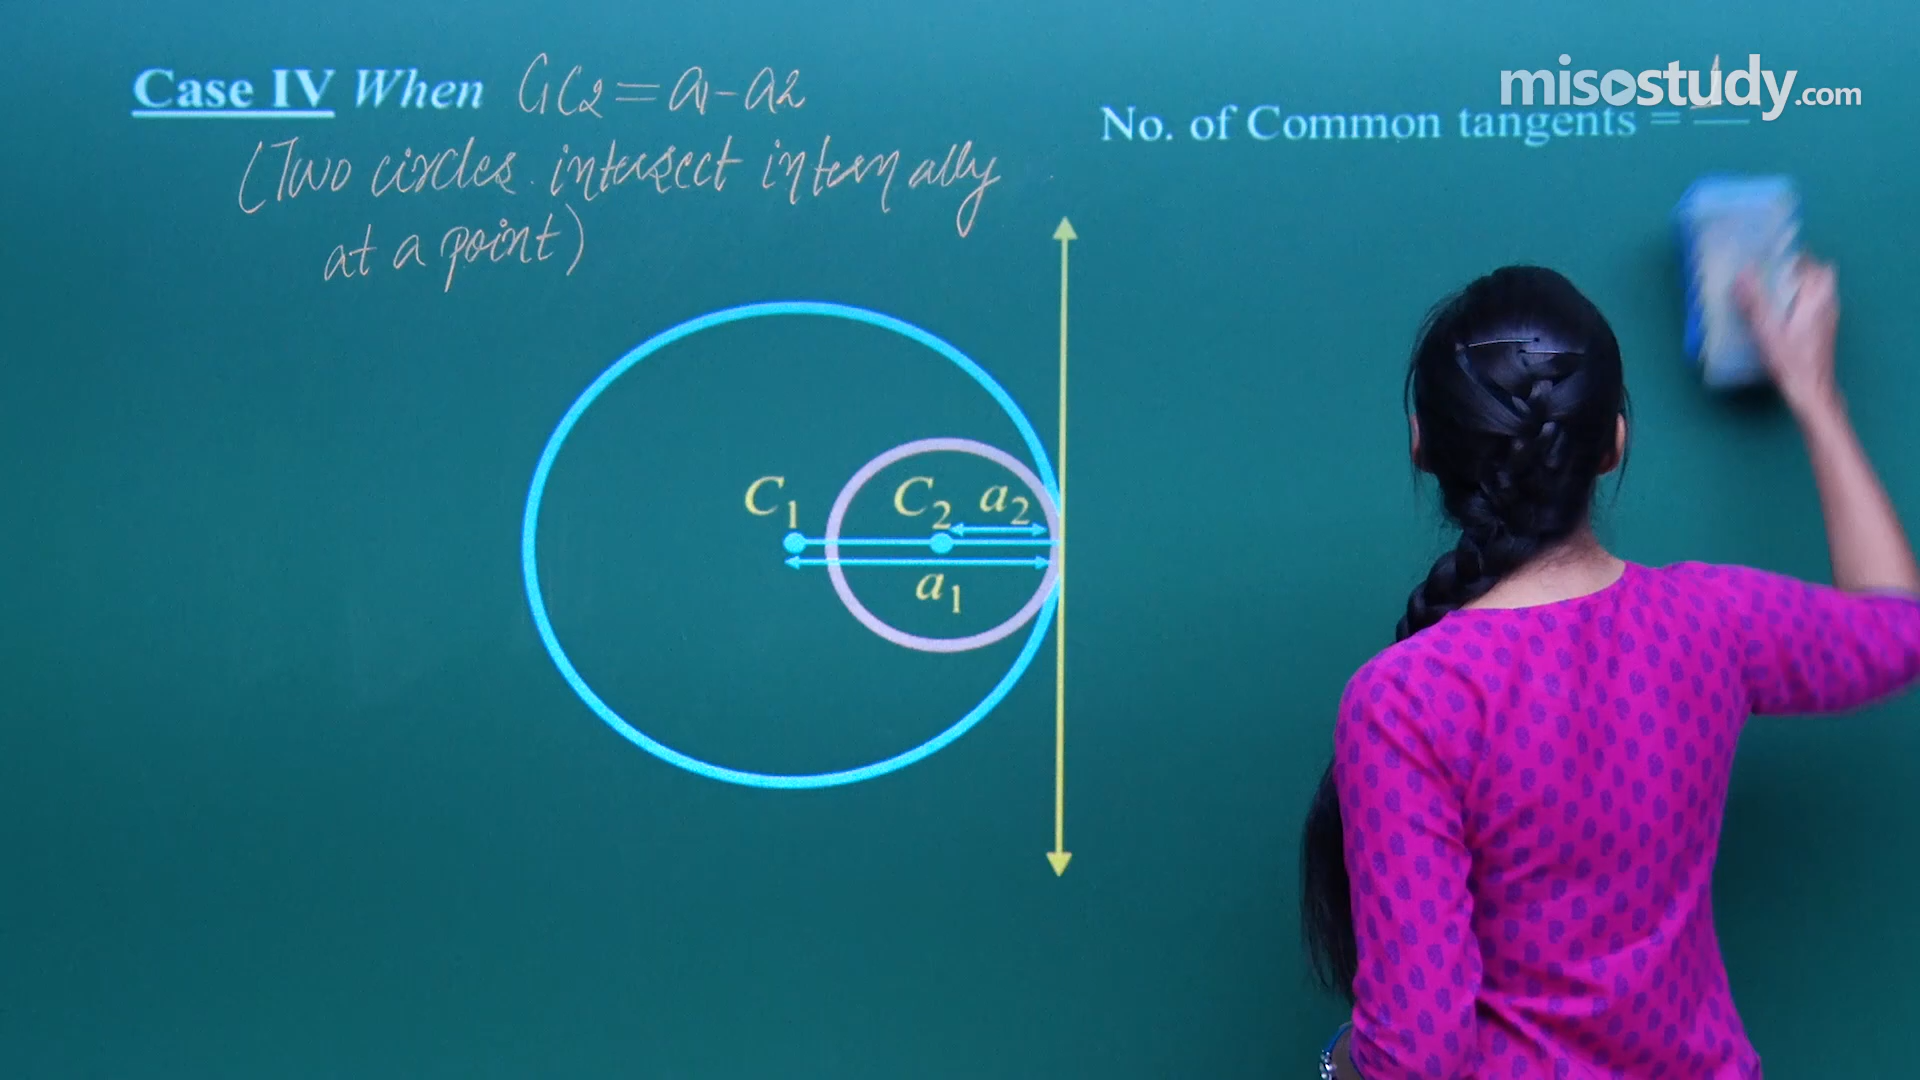 Case IV When C1C2 = a1 - a2
(Two circles intersect internally
at a point)
misostudy.com
No. of Common tangents = 1
C1
C2
a2
a1